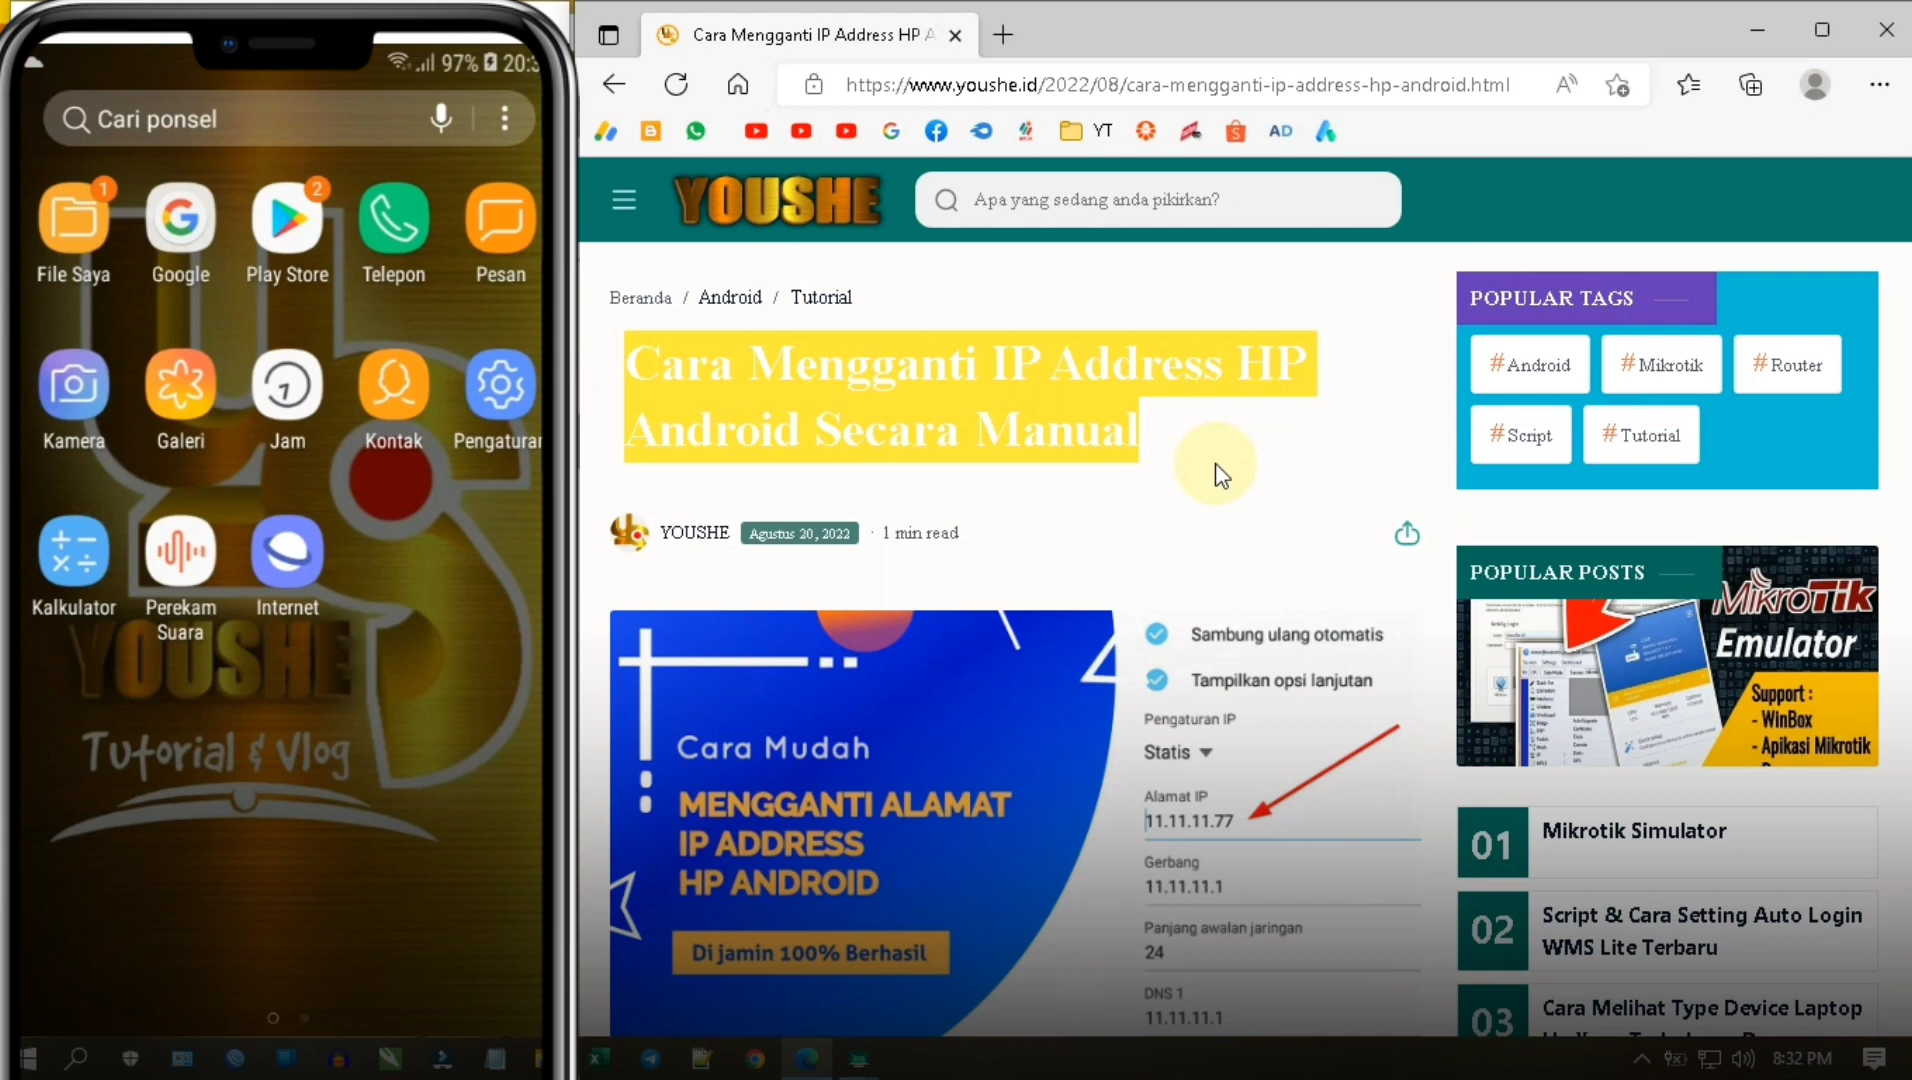 97%
Cari ponsel
1
2
File Saya
Google
Play Store
Telepon
Pesan
Kamera
Galeri
Jam
Kontak
Kalkulator
Perekam
Suara
Internet
YOUSHE
Tutorial & Vlog
Cara Mengganti IP Address HP A
https://www.youshe.id/2022/08/cara-mengganti-ip-address-hp-android.html
YT
AD
YOUSHE
Apa yang sedang anda pikirkan?
Beranda / Android / Tutorial
Cara Mengganti IP Address HP
Android Secara Manual
YOUSHE
Agustus 20, 2022
· 1 min read
Cara Mudah
MENGGANTI ALAMAT
IP ADDRESS
HP ANDROID
Di jamin 100% Berhasil
Sambung ulang otomatis
Tampilkan opsi lanjutan
Pengaturan IP
Statis
Alamat IP
11.11.11.77
Gerbang
11.11.11.1
Panjang awalan jaringan
24
DNS 1
11.11.11.1
POPULAR TAGS
#Android
#Mikrotik
#Router
#Script
#Tutorial
POPULAR POSTS
MikroTik
Emulator
Support :
- WinBox
- Apikasi Mikrotik
01
Mikrotik Simulator
02
Script & Cara Setting Auto Login
WMS Lite Terbaru
03
Cara Melihat Type Device Laptop
8:32 PM